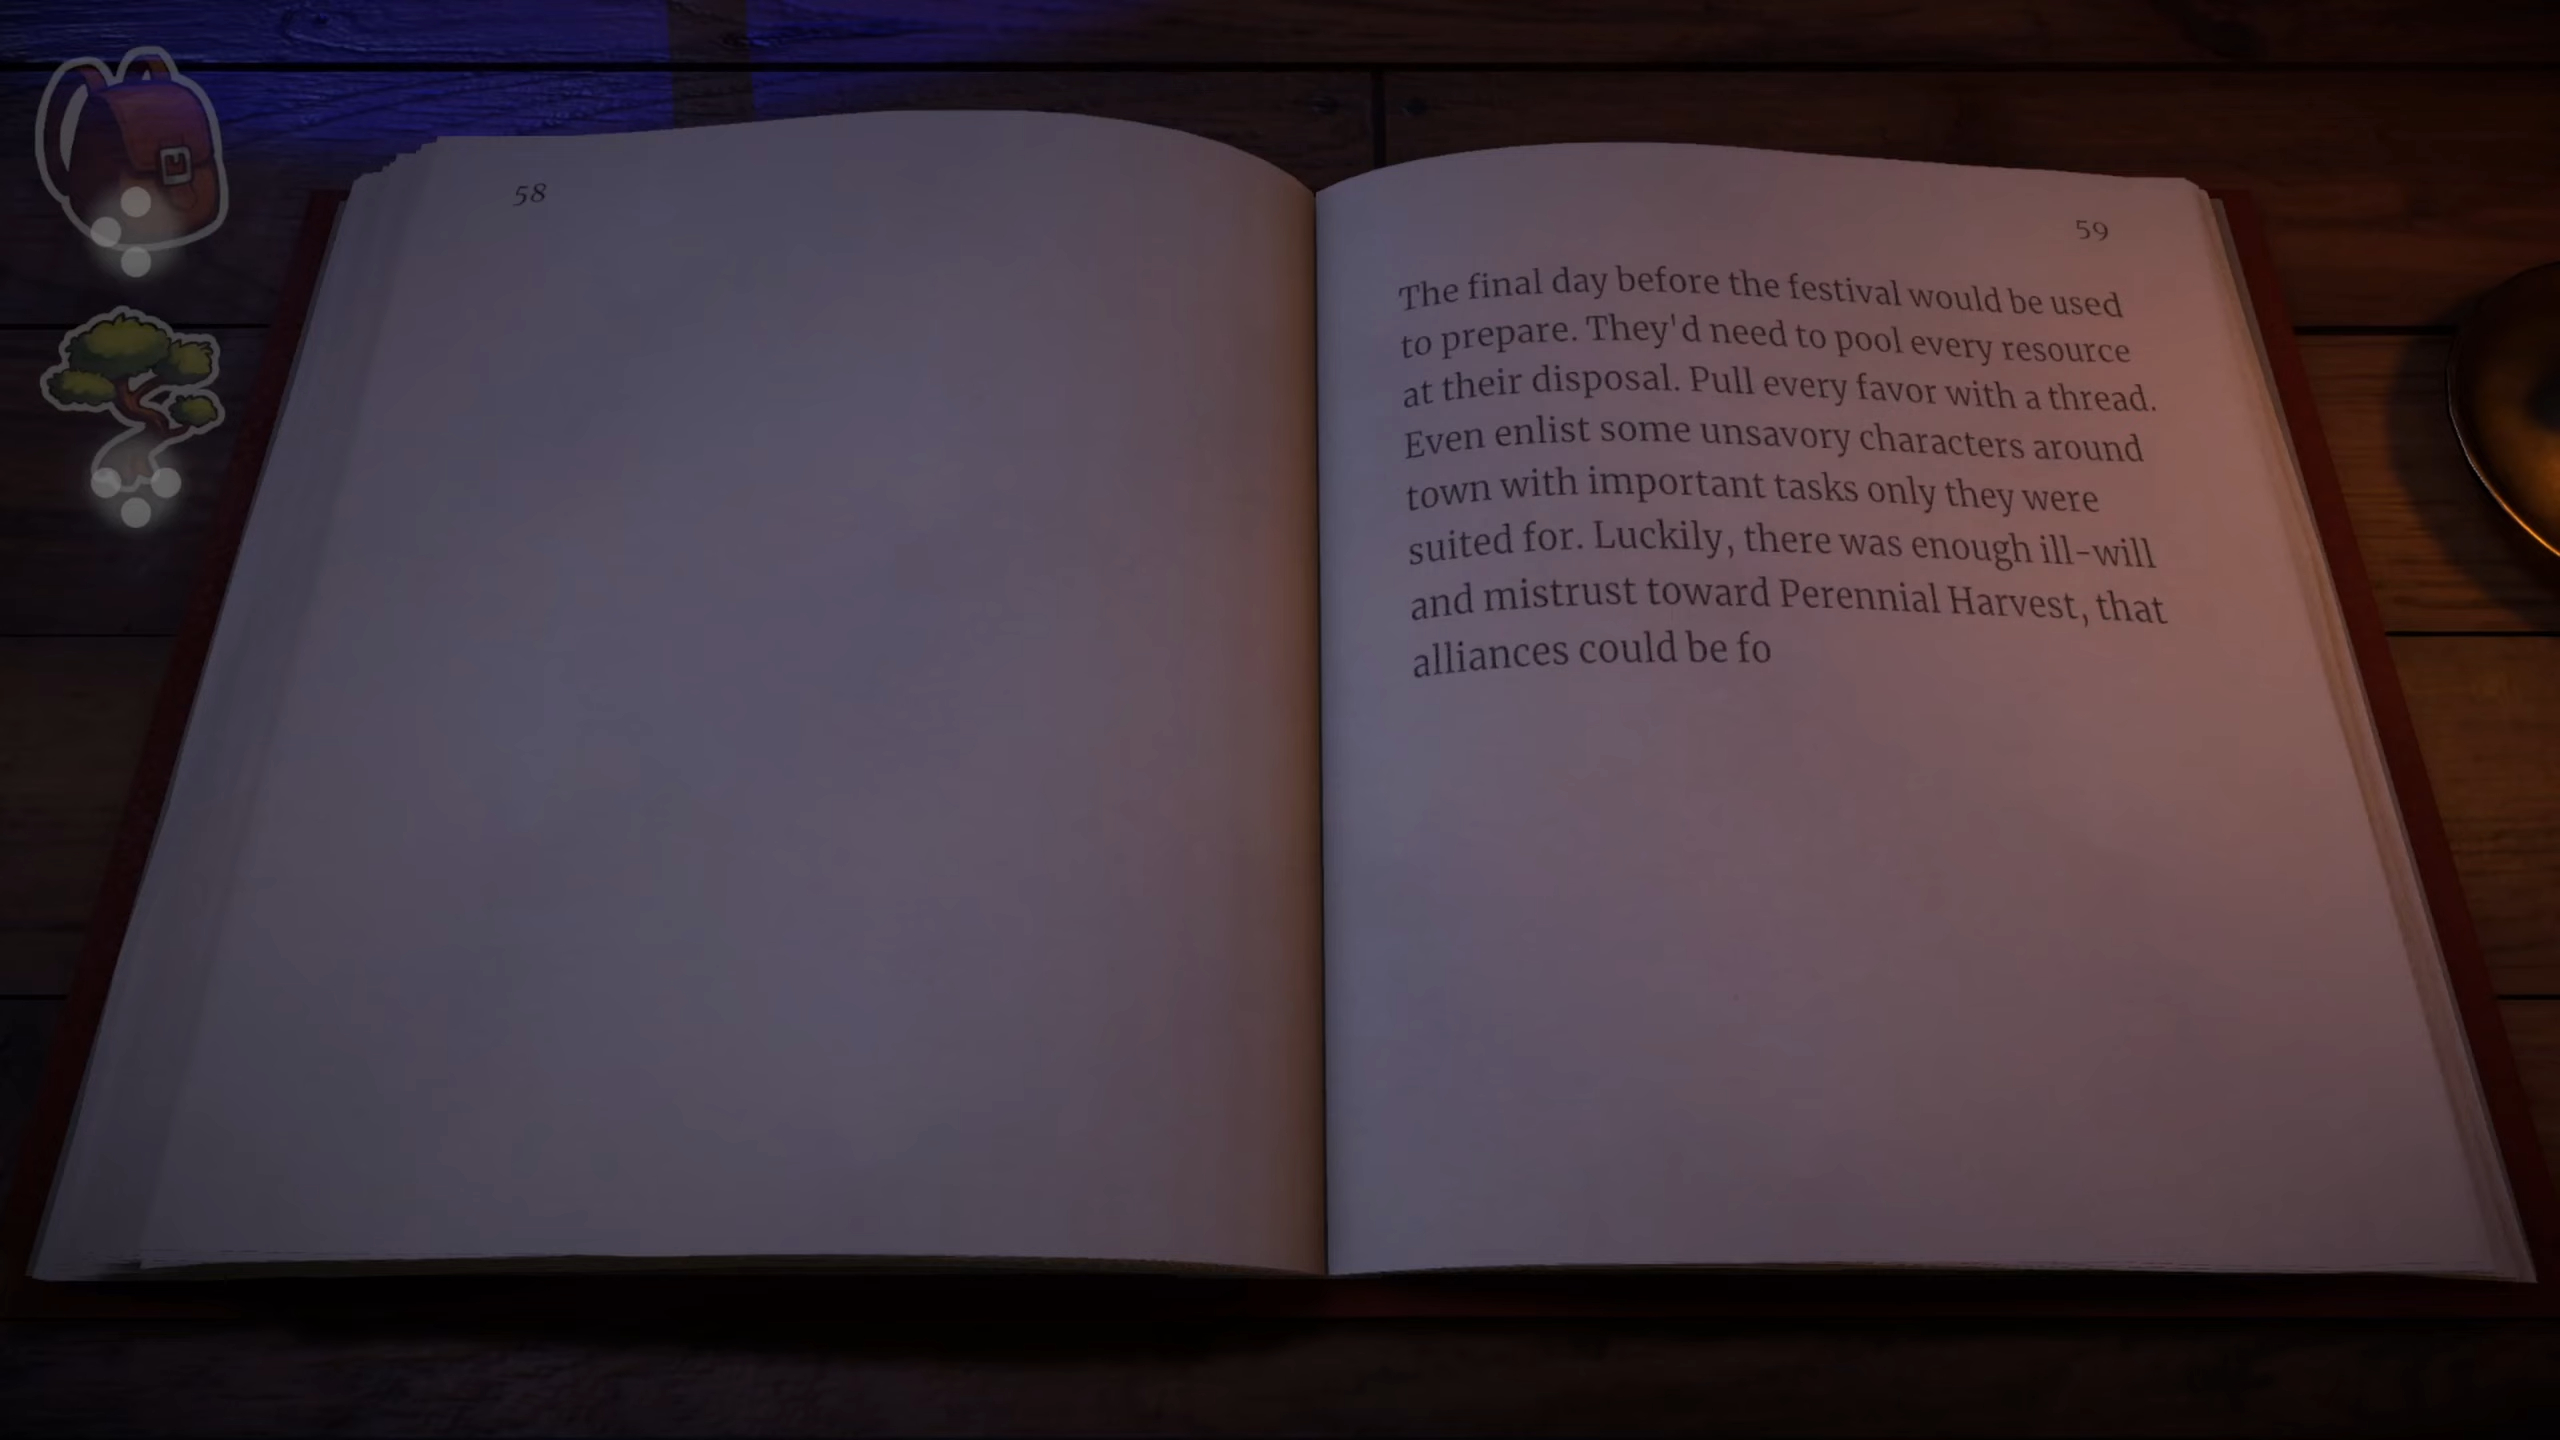 58
59
The final day before the festival would be used
to prepare. They'd need to pool every resource
at their disposal. Pull every favor with a thread.
Even enlist some unsavory characters around
town with important tasks only they were
suited for. Luckily, there was enough ill-will
and mistrust toward Perennial Harvest, that
alliances could be fo